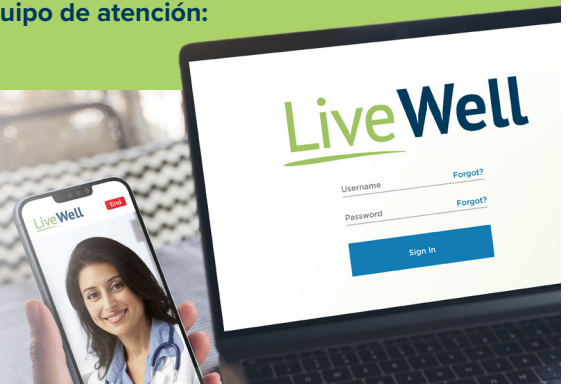 uipo de atención:
LiveWell
Username Forgot?
Password Forgot?
Sign In
LiveWell End